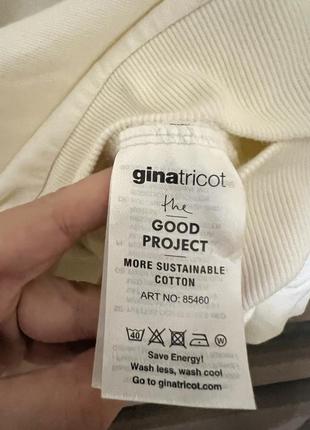 ginatricot
the
GOOD
PROJECT
MORE SUSTAINABLE
COTTON
ART NO: 85460
40 W
Save Energy!
Wash less, wash cool
Go to ginatricot.com